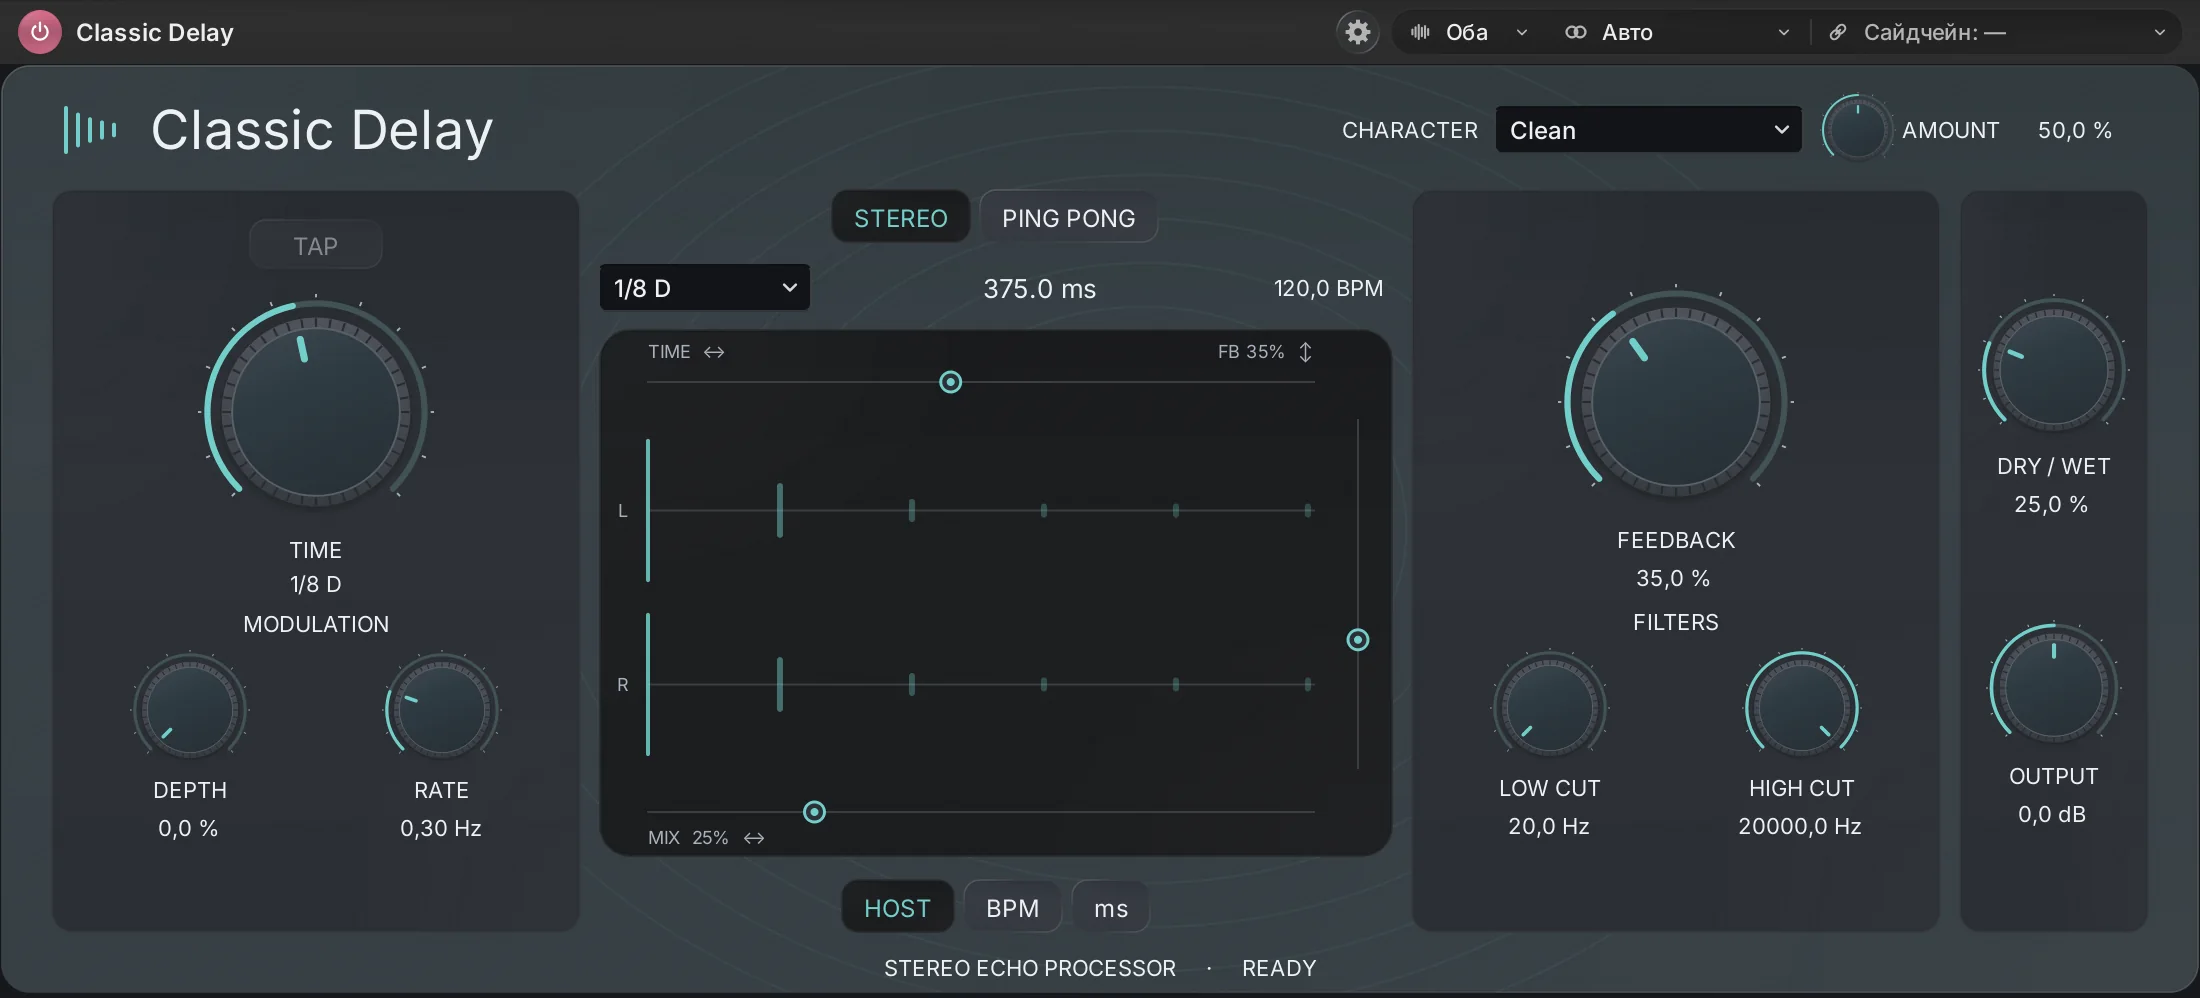 Classic Delay
Оба
Авто
Сайдчейн: —
Classic Delay
CHARACTER Clean AMOUNT 50,0 %
TAP
STEREO PING PONG
1/8 D 375.0 ms 120,0 BPM
TIME FB 35%
L
R
MIX 25%
TIME
1/8 D
MODULATION
DEPTH
0,0 %
RATE
0,30 Hz
HOST BPM ms
FEEDBACK
35,0 %
FILTERS
LOW CUT
20,0 Hz
HIGH CUT
20000,0 Hz
DRY / WET
25,0 %
OUTPUT
0,0 dB
STEREO ECHO PROCESSOR · READY